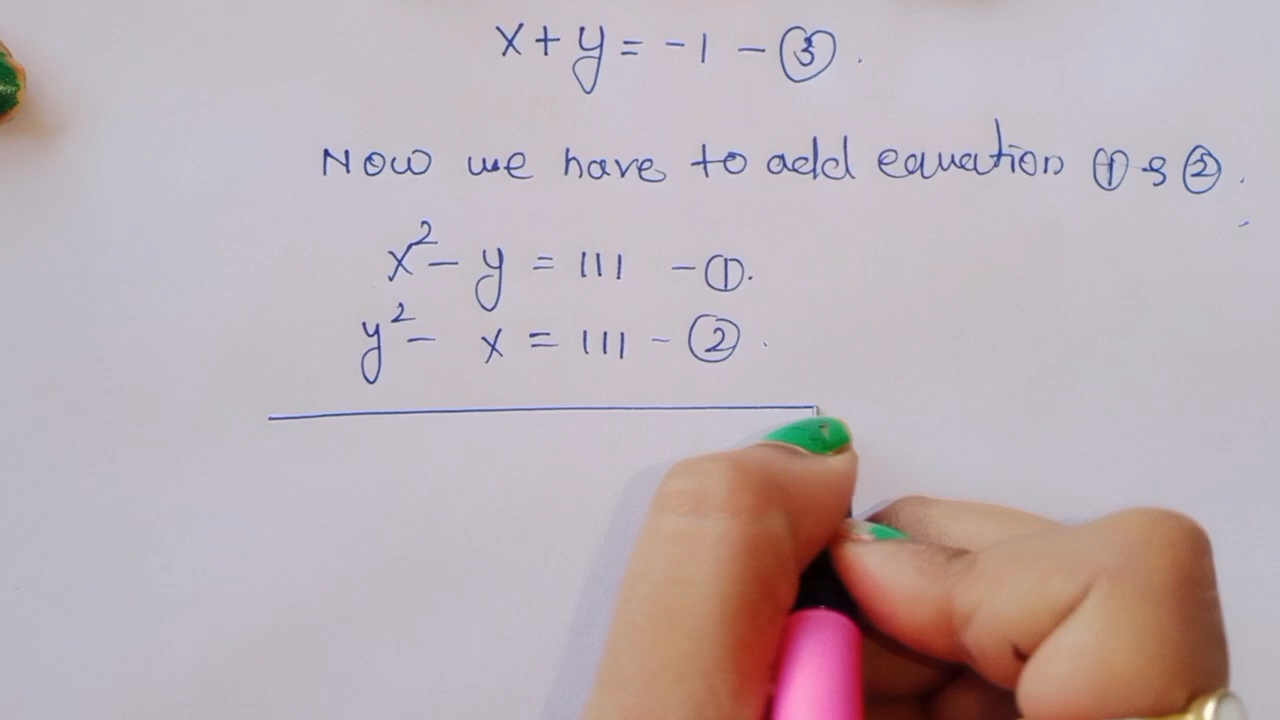 x + y = -1 - ③.
Now we have to add equation ① & ②.
x² - y = 111 - ①.
y² - x = 111 - ②.